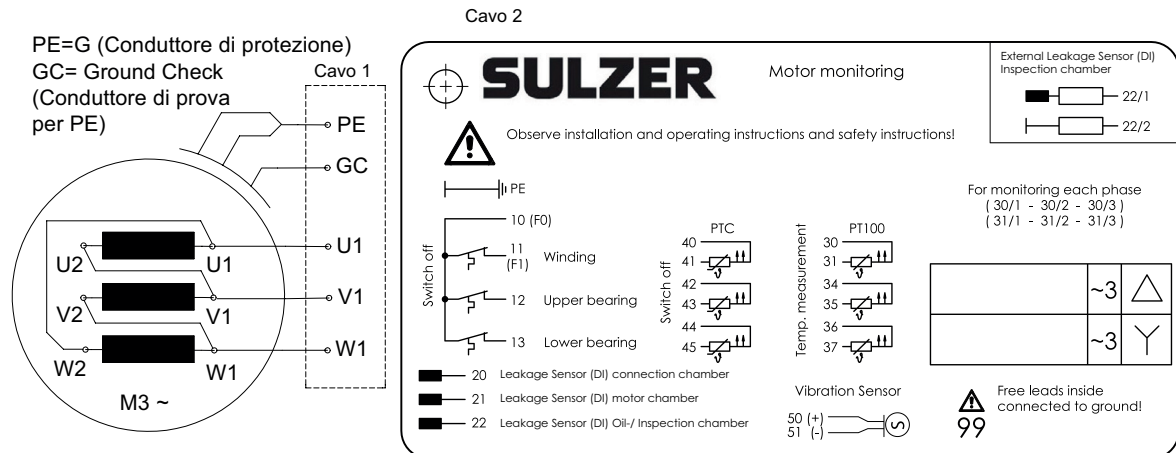 Cavo 2
PE=G (Conduttore di protezione)
GC= Ground Check
(Conduttore di prova
per PE)
Cavo 1
PE
GC
U2
U1
U1
V2
V1
V1
W2
W1
W1
M3 ~
SULZER
Motor monitoring
External Leakage Sensor (DI)
Inspection chamber
22/1
22/2
Observe installation and operating instructions and safety instructions!
PE
Switch off
10 (F0)
11
(F1)
Winding
12
Upper bearing
13
Lower bearing
20 Leakage Sensor (DI) connection chamber
21 Leakage Sensor (DI) motor chamber
22 Leakage Sensor (DI) Oil-/ Inspection chamber
Switch off
PTC
40
41
42
43
44
45
Temp. measurement
PT100
30
31
34
35
36
37
Vibration Sensor
50 (+)
51 (-)
S
For monitoring each phase
( 30/1 - 30/2 - 30/3 )
( 31/1 - 31/2 - 31/3 )
~3
~3
Free leads inside
connected to ground!
99